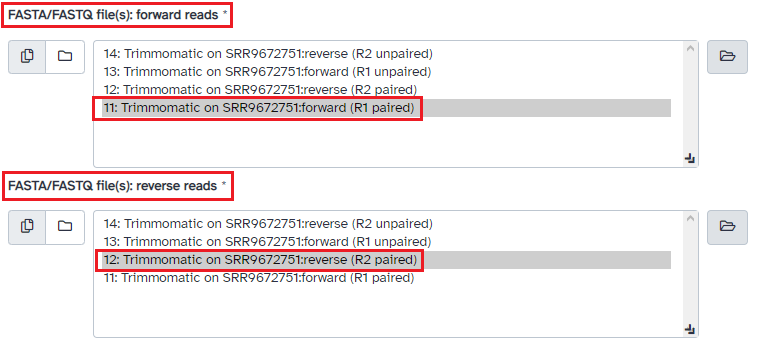 FASTA/FASTQ file(s): forward reads *
14: Trimmomatic on SRR9672751:reverse (R2 unpaired)
13: Trimmomatic on SRR9672751:forward (R1 unpaired)
12: Trimmomatic on SRR9672751:reverse (R2 paired)
11: Trimmomatic on SRR9672751:forward (R1 paired)
FASTA/FASTQ file(s): reverse reads *
14: Trimmomatic on SRR9672751:reverse (R2 unpaired)
13: Trimmomatic on SRR9672751:forward (R1 unpaired)
12: Trimmomatic on SRR9672751:reverse (R2 paired)
11: Trimmomatic on SRR9672751:forward (R1 paired)